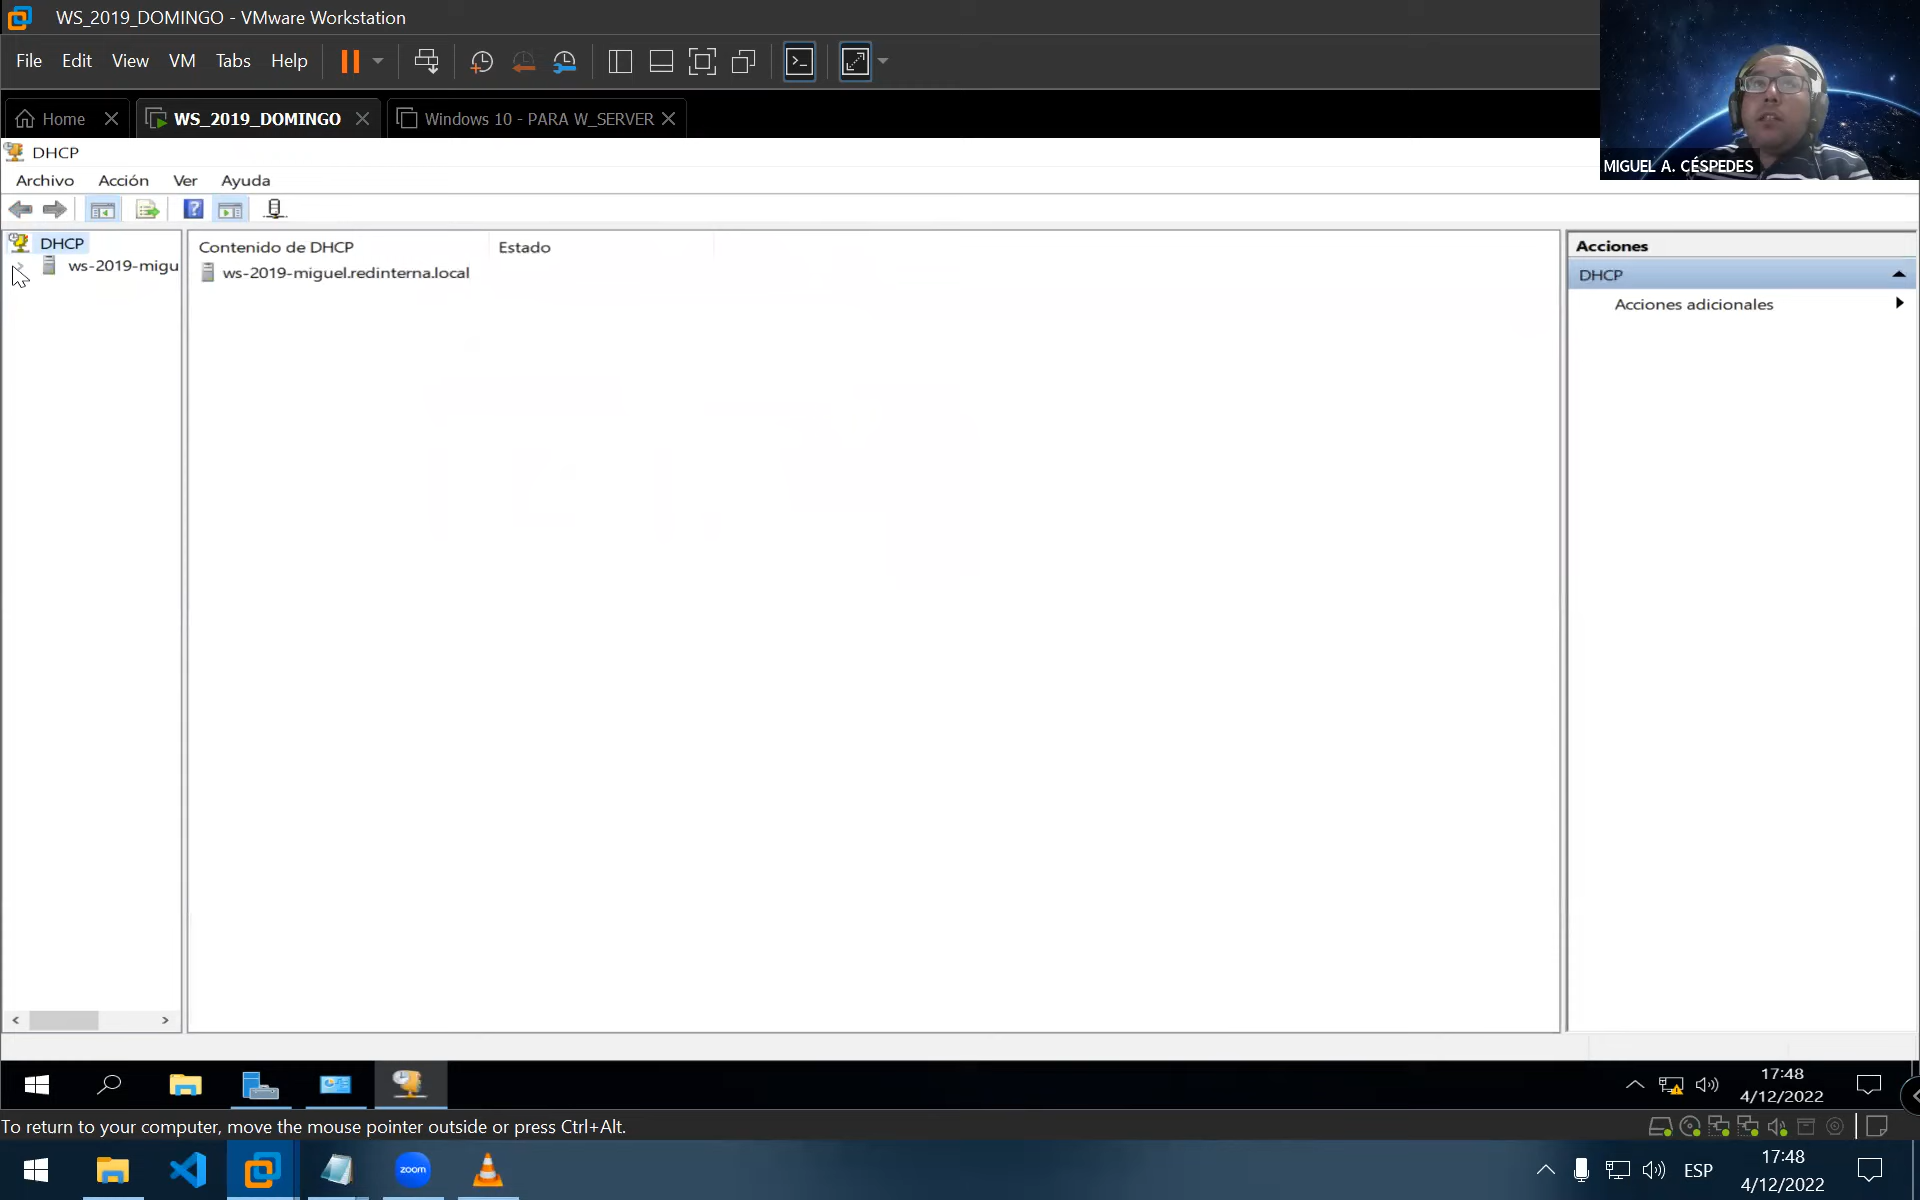 WS_2019_DOMINGO - VMware Workstation
File Edit View VM Tabs Help
Home WS_2019_DOMINGO Windows 10 - PARA W_SERVER
MIGUEL A. CÉSPEDES
DHCP
Archivo Acción Ver Ayuda
DHCP
ws-2019-migu
Contenido de DHCP Estado
ws-2019-miguel.redinterna.local
Acciones
DHCP
Acciones adicionales
17:48
4/12/2022
To return to your computer, move the mouse pointer outside or press Ctrl+Alt.
zoom
ESP
17:48
4/12/2022